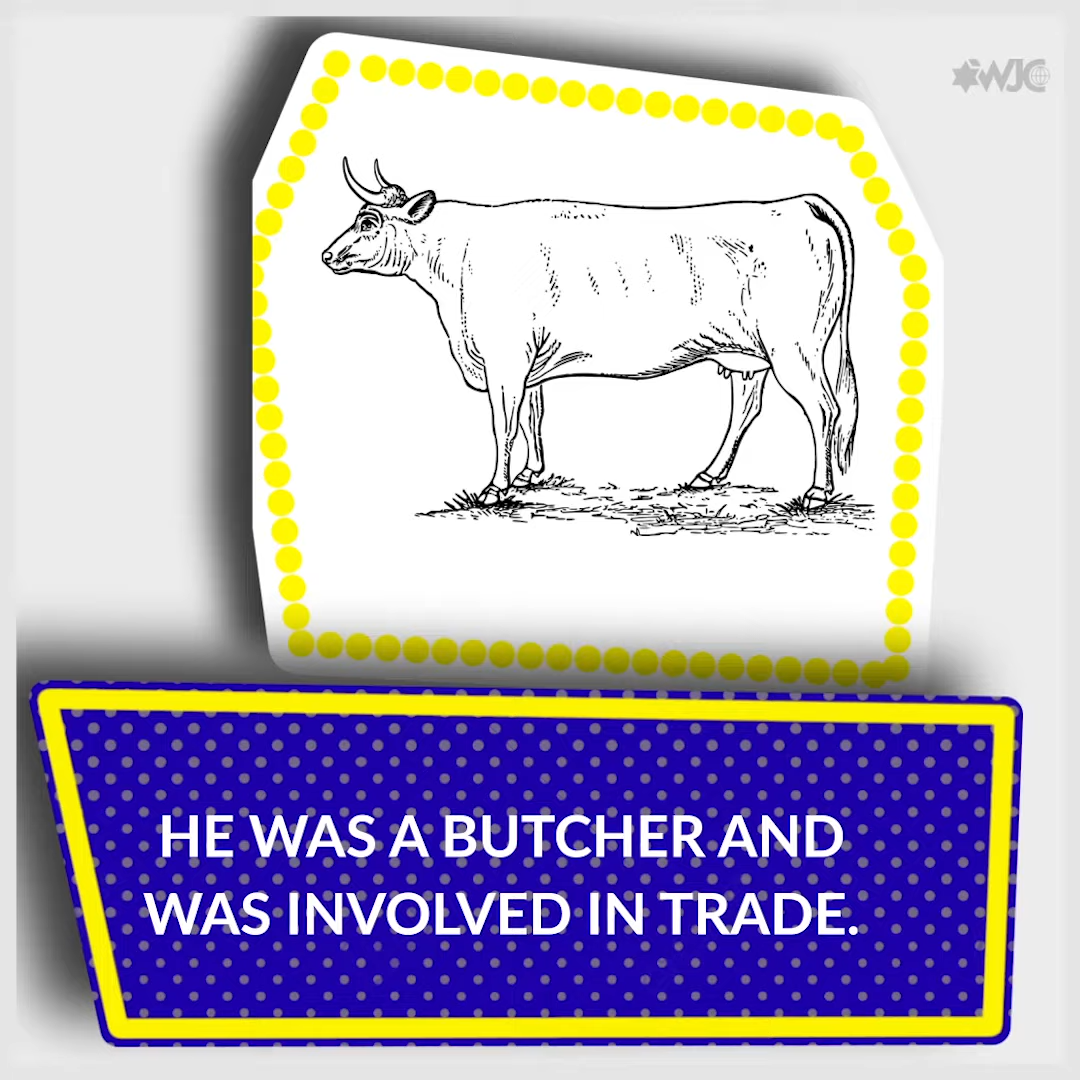 WJC
HE WAS A BUTCHER AND
WAS INVOLVED IN TRADE.